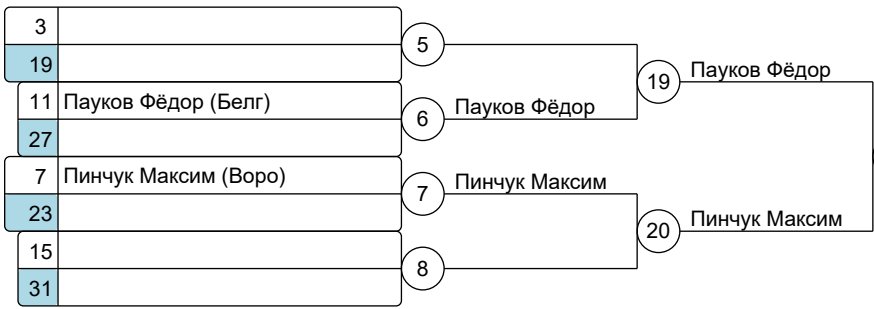 3
5
19
19 Пауков Фёдор
11 Пауков Фёдор (Белг)
6 Пауков Фёдор
27
7 Пинчук Максим (Воро)
7 Пинчук Максим
23
20 Пинчук Максим
15
8
31